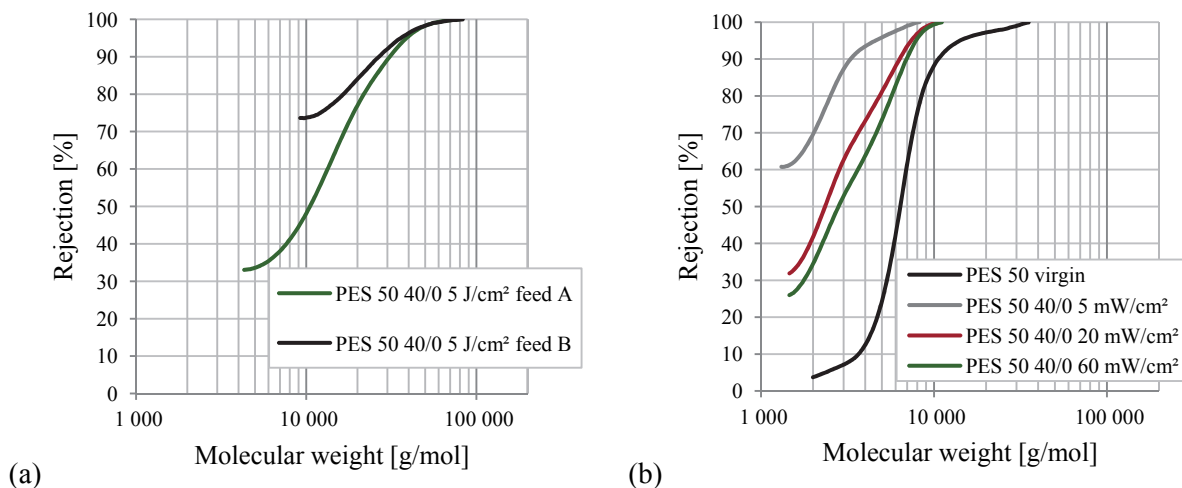 100
90
80
70
60
50
40
30
20
10
0
Rejection [%]
1 000
10 000
100 000
Molecular weight [g/mol]
PES 50 40/0 5 J/cm² feed A
PES 50 40/0 5 J/cm² feed B
(a)
100
90
80
70
60
50
40
30
20
10
0
Rejection [%]
1 000
10 000
100 000
Molecular weight [g/mol]
PES 50 virgin
PES 50 40/0 5 mW/cm²
PES 50 40/0 20 mW/cm²
PES 50 40/0 60 mW/cm²
(b)